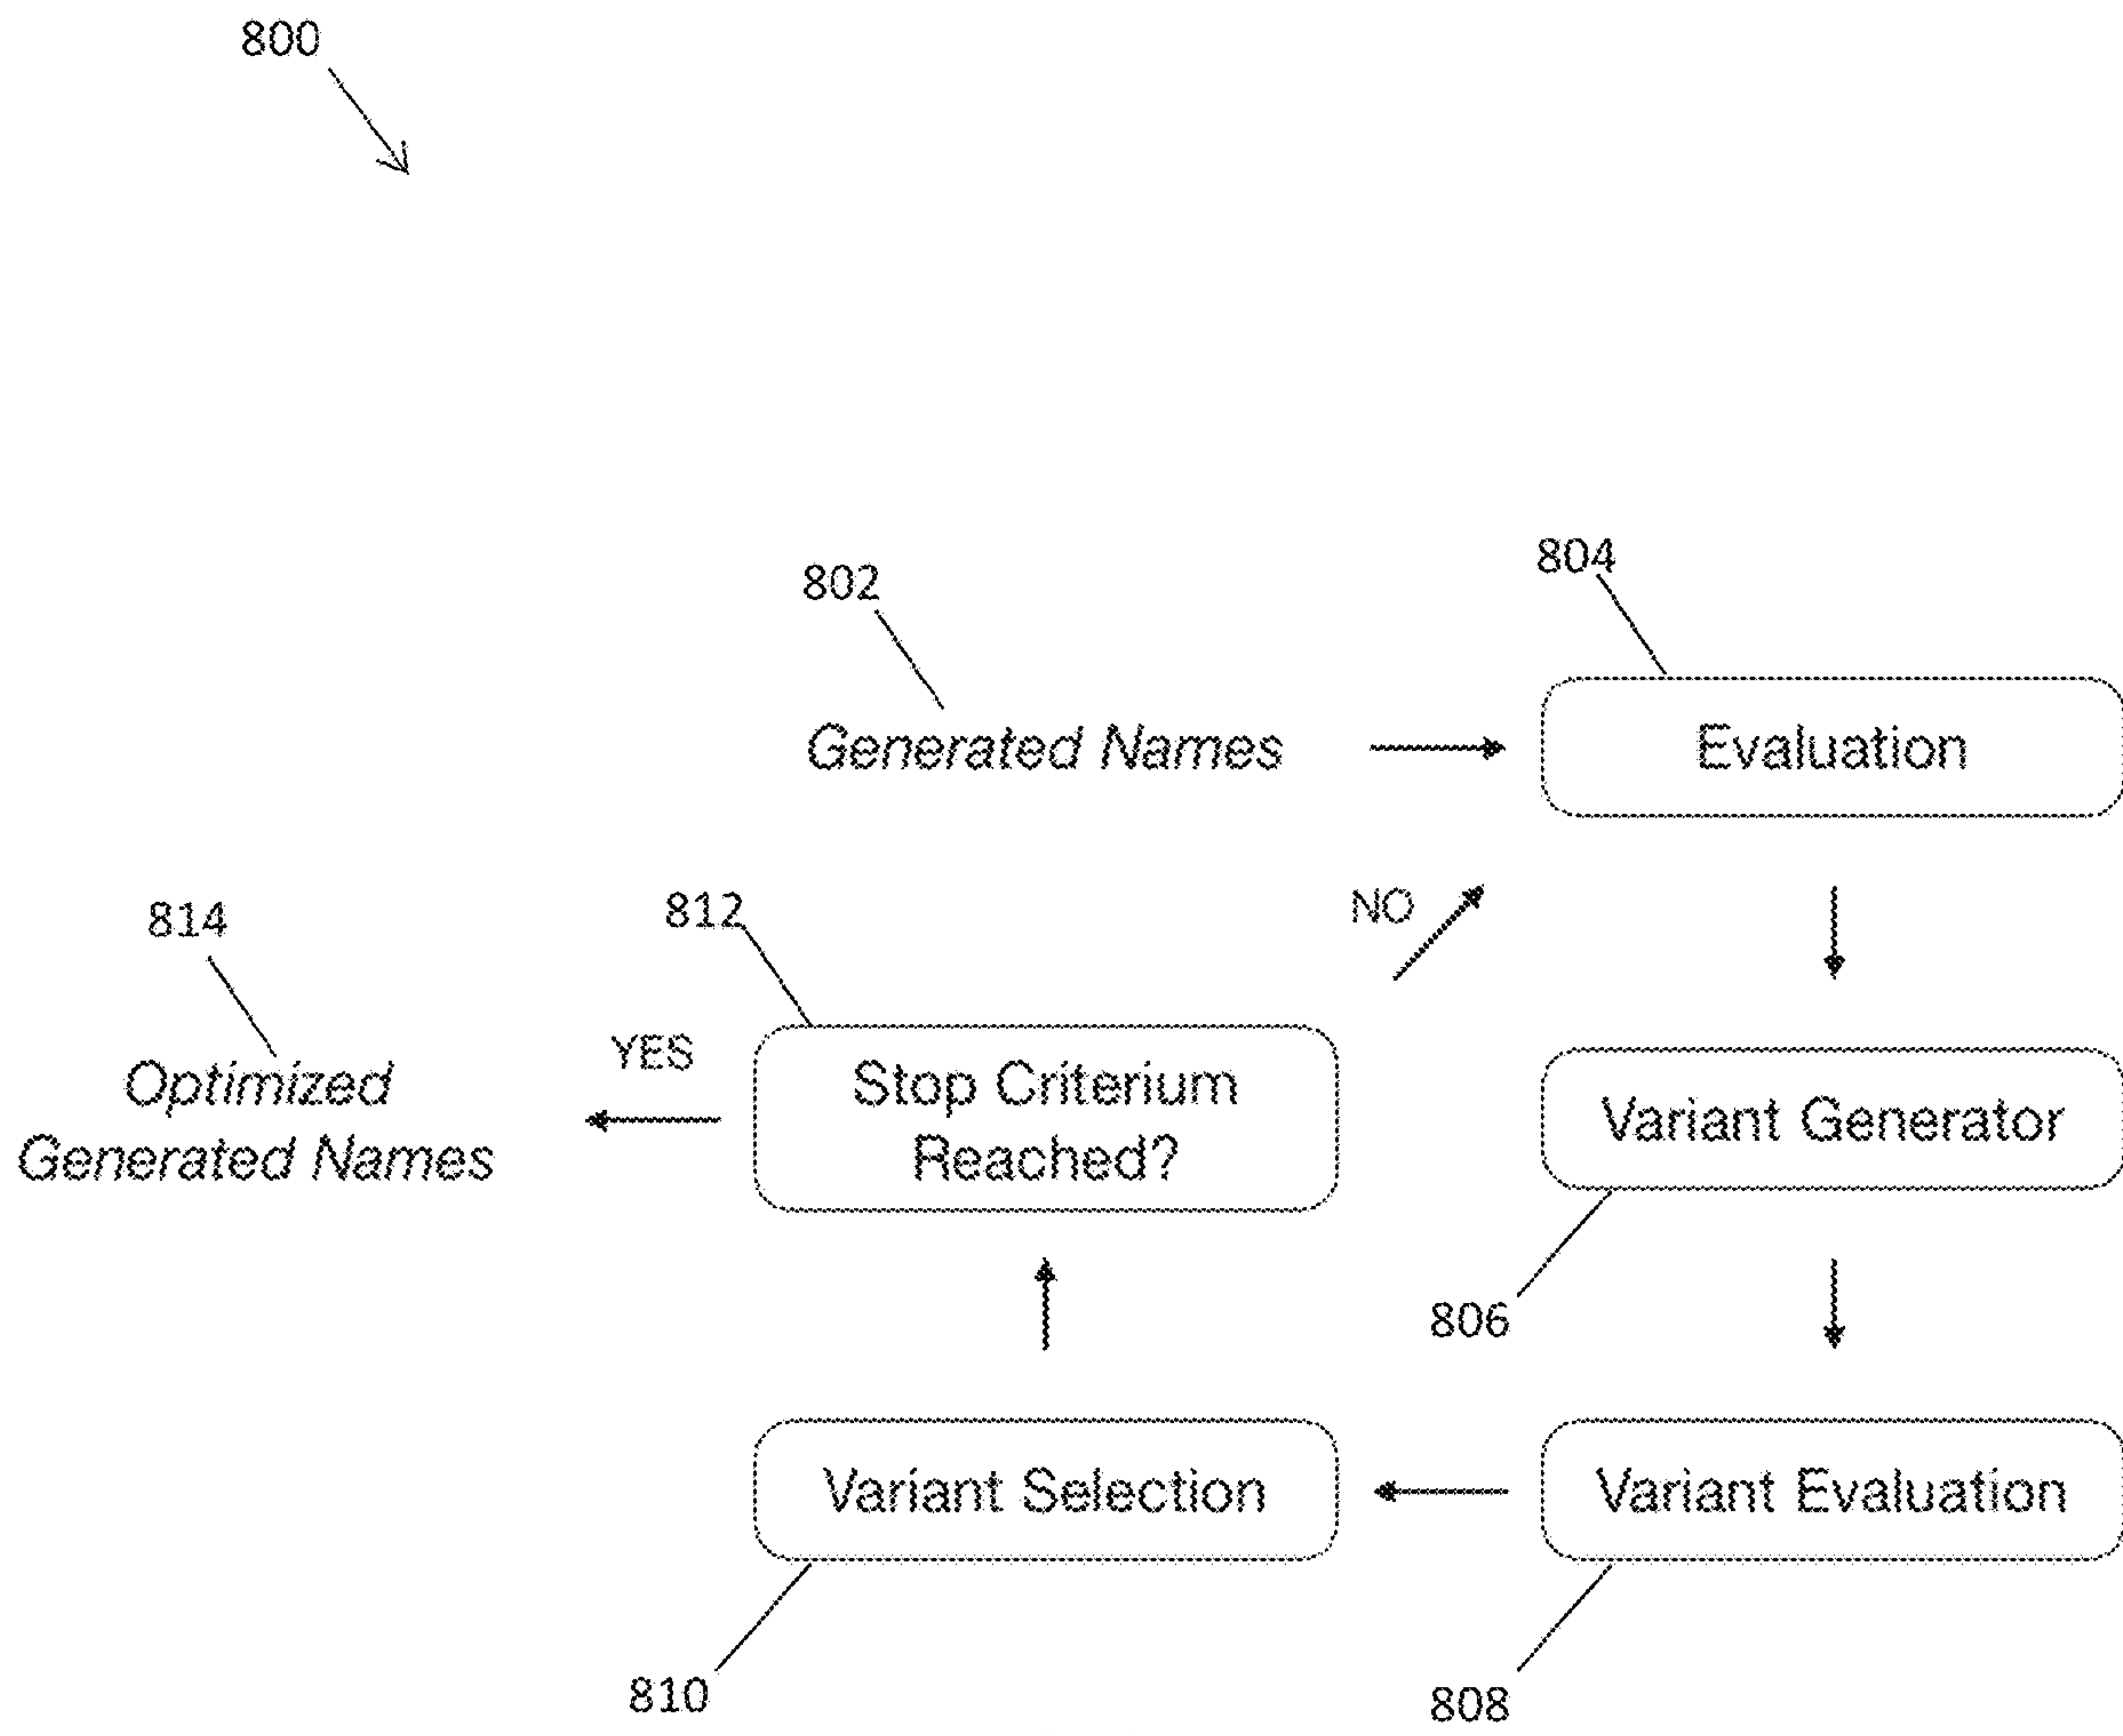 800
804
802
Generated Names
Evaluation
814
812
NO
YES
Optimized
Generated Names
Stop Criterium
Reached?
Variant Generator
806
Variant Selection
Variant Evaluation
810
808